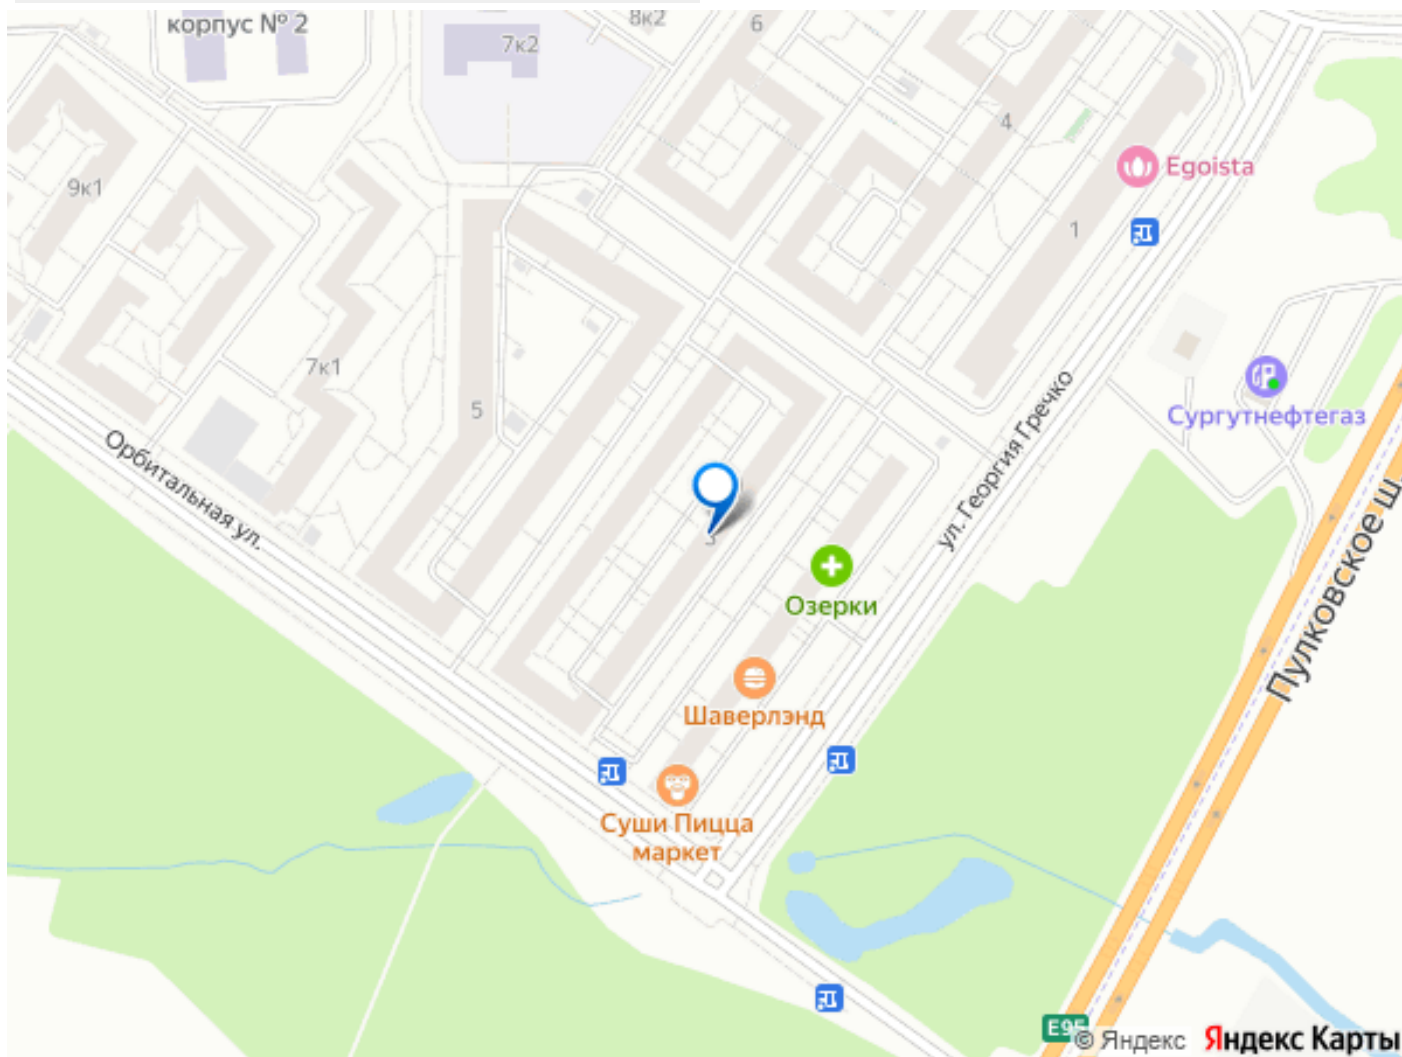 корпус № 2
8к2
6
7к2
4
Egoista
9к1
1
7к1
5
Сургутнефтегаз
ул. Георгия Гречко
Орбитальная ул.
Пулковское ш.
3
Озерки
Шаверлэнд
Суши Пицца
маркет
E95
© Яндекс Яндекс Карты